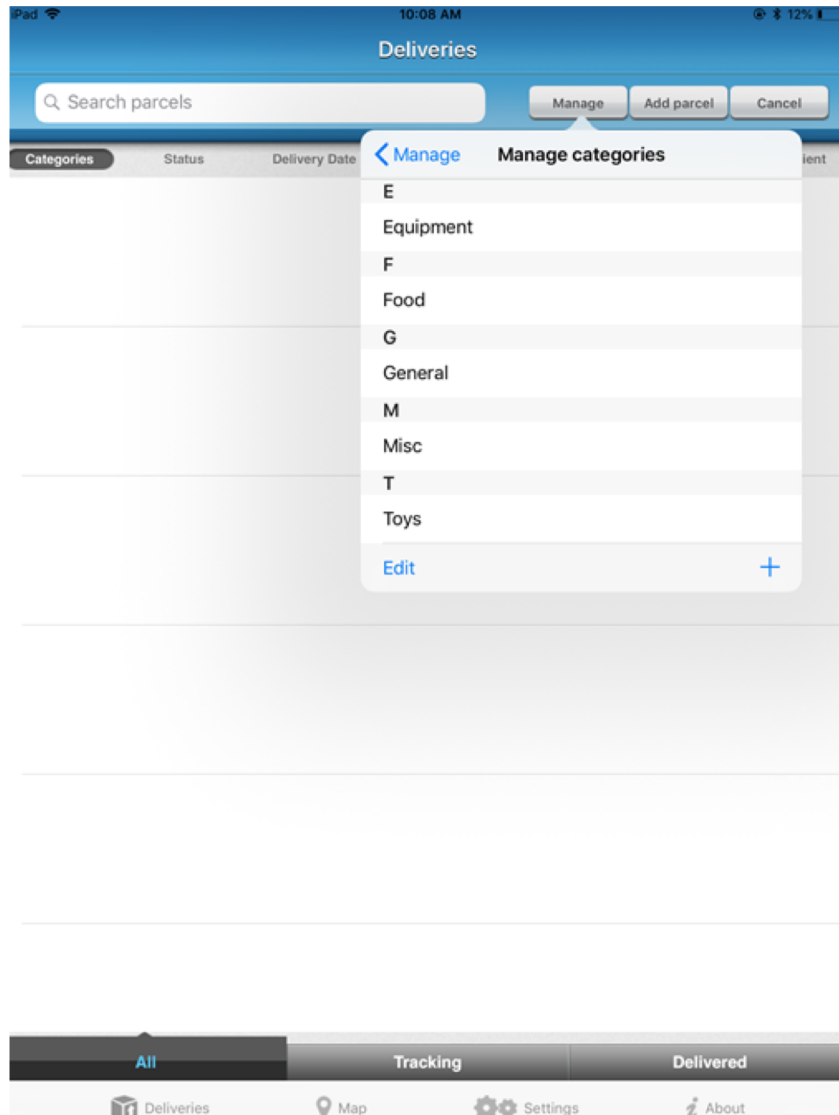 iPad 10:08 AM 12%
Deliveries
Search parcels Manage Add parcel Cancel
Categories Status Delivery Date ient
Manage Manage categories
E
Equipment
F
Food
G
General
M
Misc
T
Toys
Edit
All Tracking Delivered
Deliveries Map Settings About